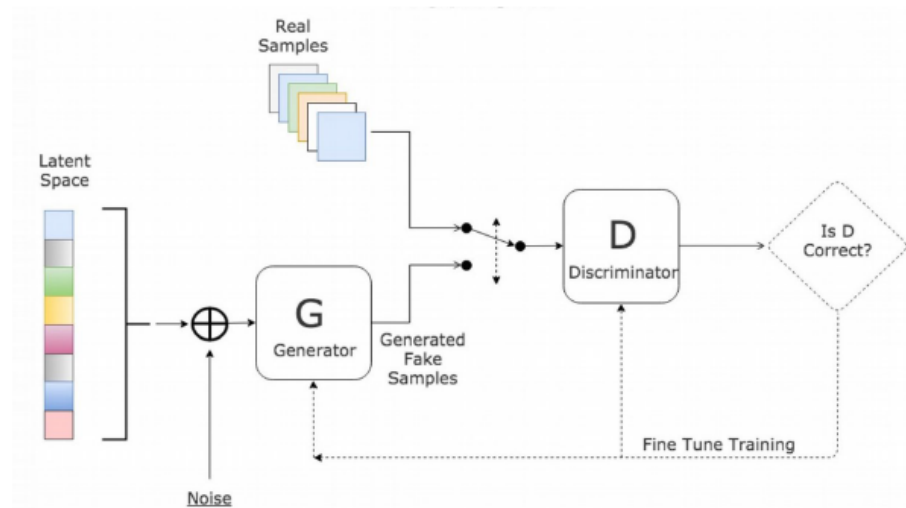 Real
Samples
Latent
Space
G
Generator
Generated
Fake
Samples
D
Discriminator
Is D
Correct?
Fine Tune Training
Noise